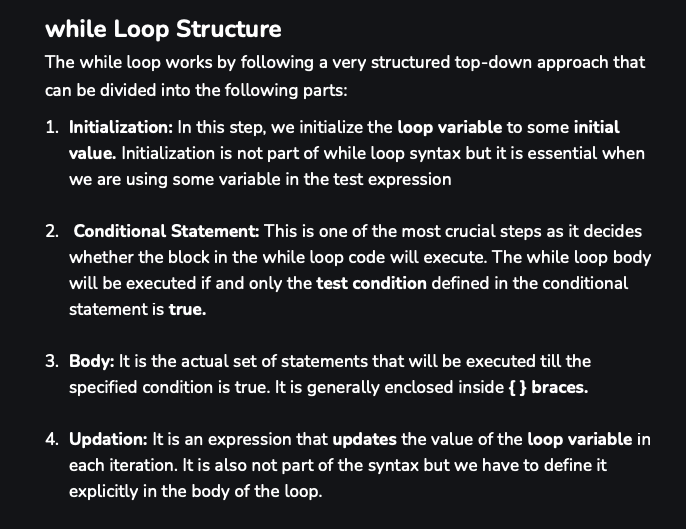 while Loop Structure
The while loop works by following a very structured top-down approach that
can be divided into the following parts:
1. Initialization: In this step, we initialize the loop variable to some initial
value. Initialization is not part of while loop syntax but it is essential when
we are using some variable in the test expression
2. Conditional Statement: This is one of the most crucial steps as it decides
whether the block in the while loop code will execute. The while loop body
will be executed if and only the test condition defined in the conditional
statement is true.
3. Body: It is the actual set of statements that will be executed till the
specified condition is true. It is generally enclosed inside { } braces.
4. Updation: It is an expression that updates the value of the loop variable in
each iteration. It is also not part of the syntax but we have to define it
explicitly in the body of the loop.